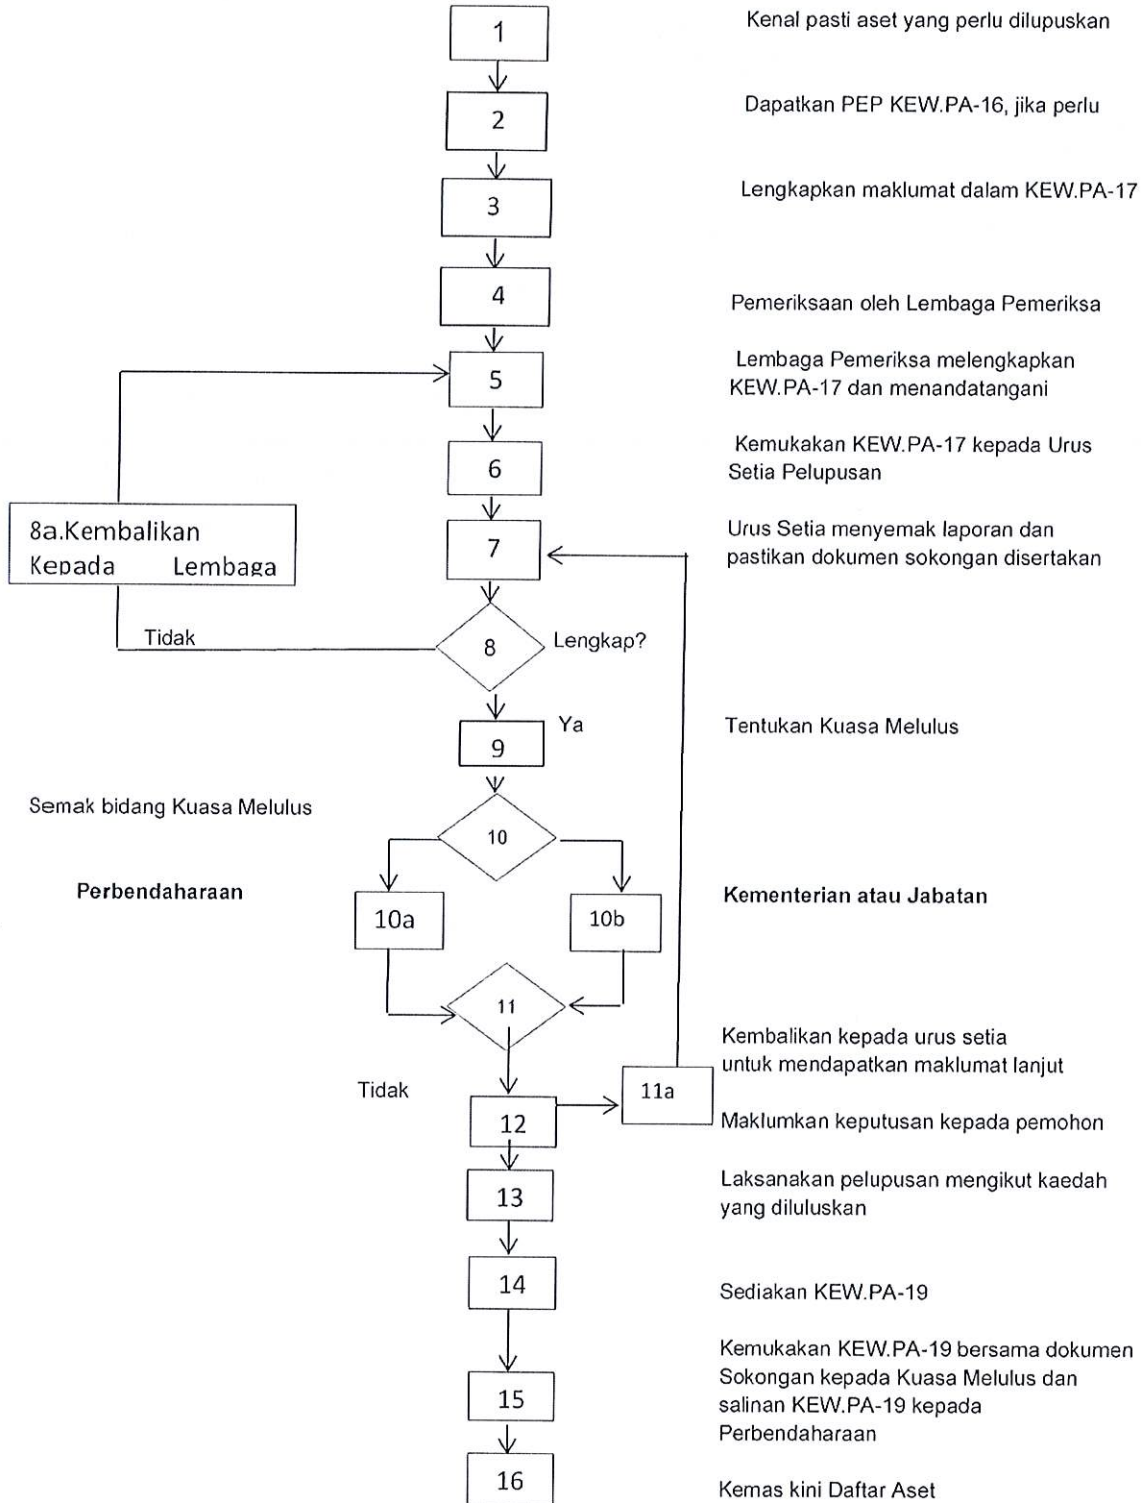 1
Kenal pasti aset yang perlu dilupuskan
2
Dapatkan PEP KEW.PA-16, jika perlu
3
Lengkapkan maklumat dalam KEW.PA-17
4
Pemeriksaan oleh Lembaga Pemeriksa
5
Lembaga Pemeriksa melengkapkan
KEW.PA-17 dan menandatangani
6
Kemukakan KEW.PA-17 kepada Urus
Setia Pelupusan
8a.Kembalikan
Kepada Lembaga
7
Urus Setia menyemak laporan dan
pastikan dokumen sokongan disertakan
Tidak
8
Lengkap?
9
Ya
Tentukan Kuasa Melulus
Semak bidang Kuasa Melulus
10
Perbendaharaan
10a
10b
Kementerian atau Jabatan
11
Kembalikan kepada urus setia
untuk mendapatkan maklumat lanjut
Tidak
11a
12
Maklumkan keputusan kepada pemohon
13
Laksanakan pelupusan mengikut kaedah
yang diluluskan
14
Sediakan KEW.PA-19
15
Kemukakan KEW.PA-19 bersama dokumen
Sokongan kepada Kuasa Melulus dan
salinan KEW.PA-19 kepada
Perbendaharaan
16
Kemas kini Daftar Aset